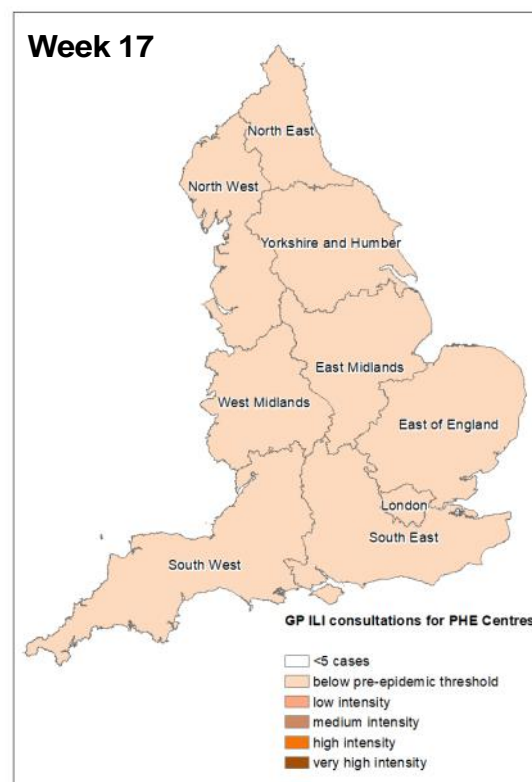 Week 17
North East
North West
Yorkshire and Humber
East Midlands
West Midlands
East of England
London
South East
South West
GP ILI consultations for PHE Centres
<5 cases
below pre-epidemic threshold
low intensity
medium intensity
high intensity
very high intensity